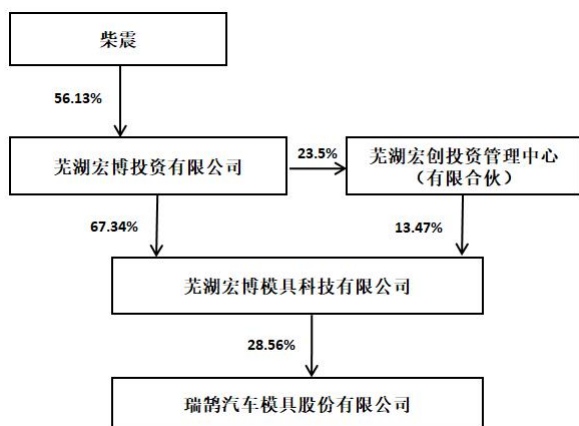 柴震
56.13%
芜湖宏博投资有限公司
23.5%
芜湖宏创投资管理中心
（有限合伙）
67.34%
13.47%
芜湖宏博模具科技有限公司
28.56%
瑞鹄汽车模具股份有限公司